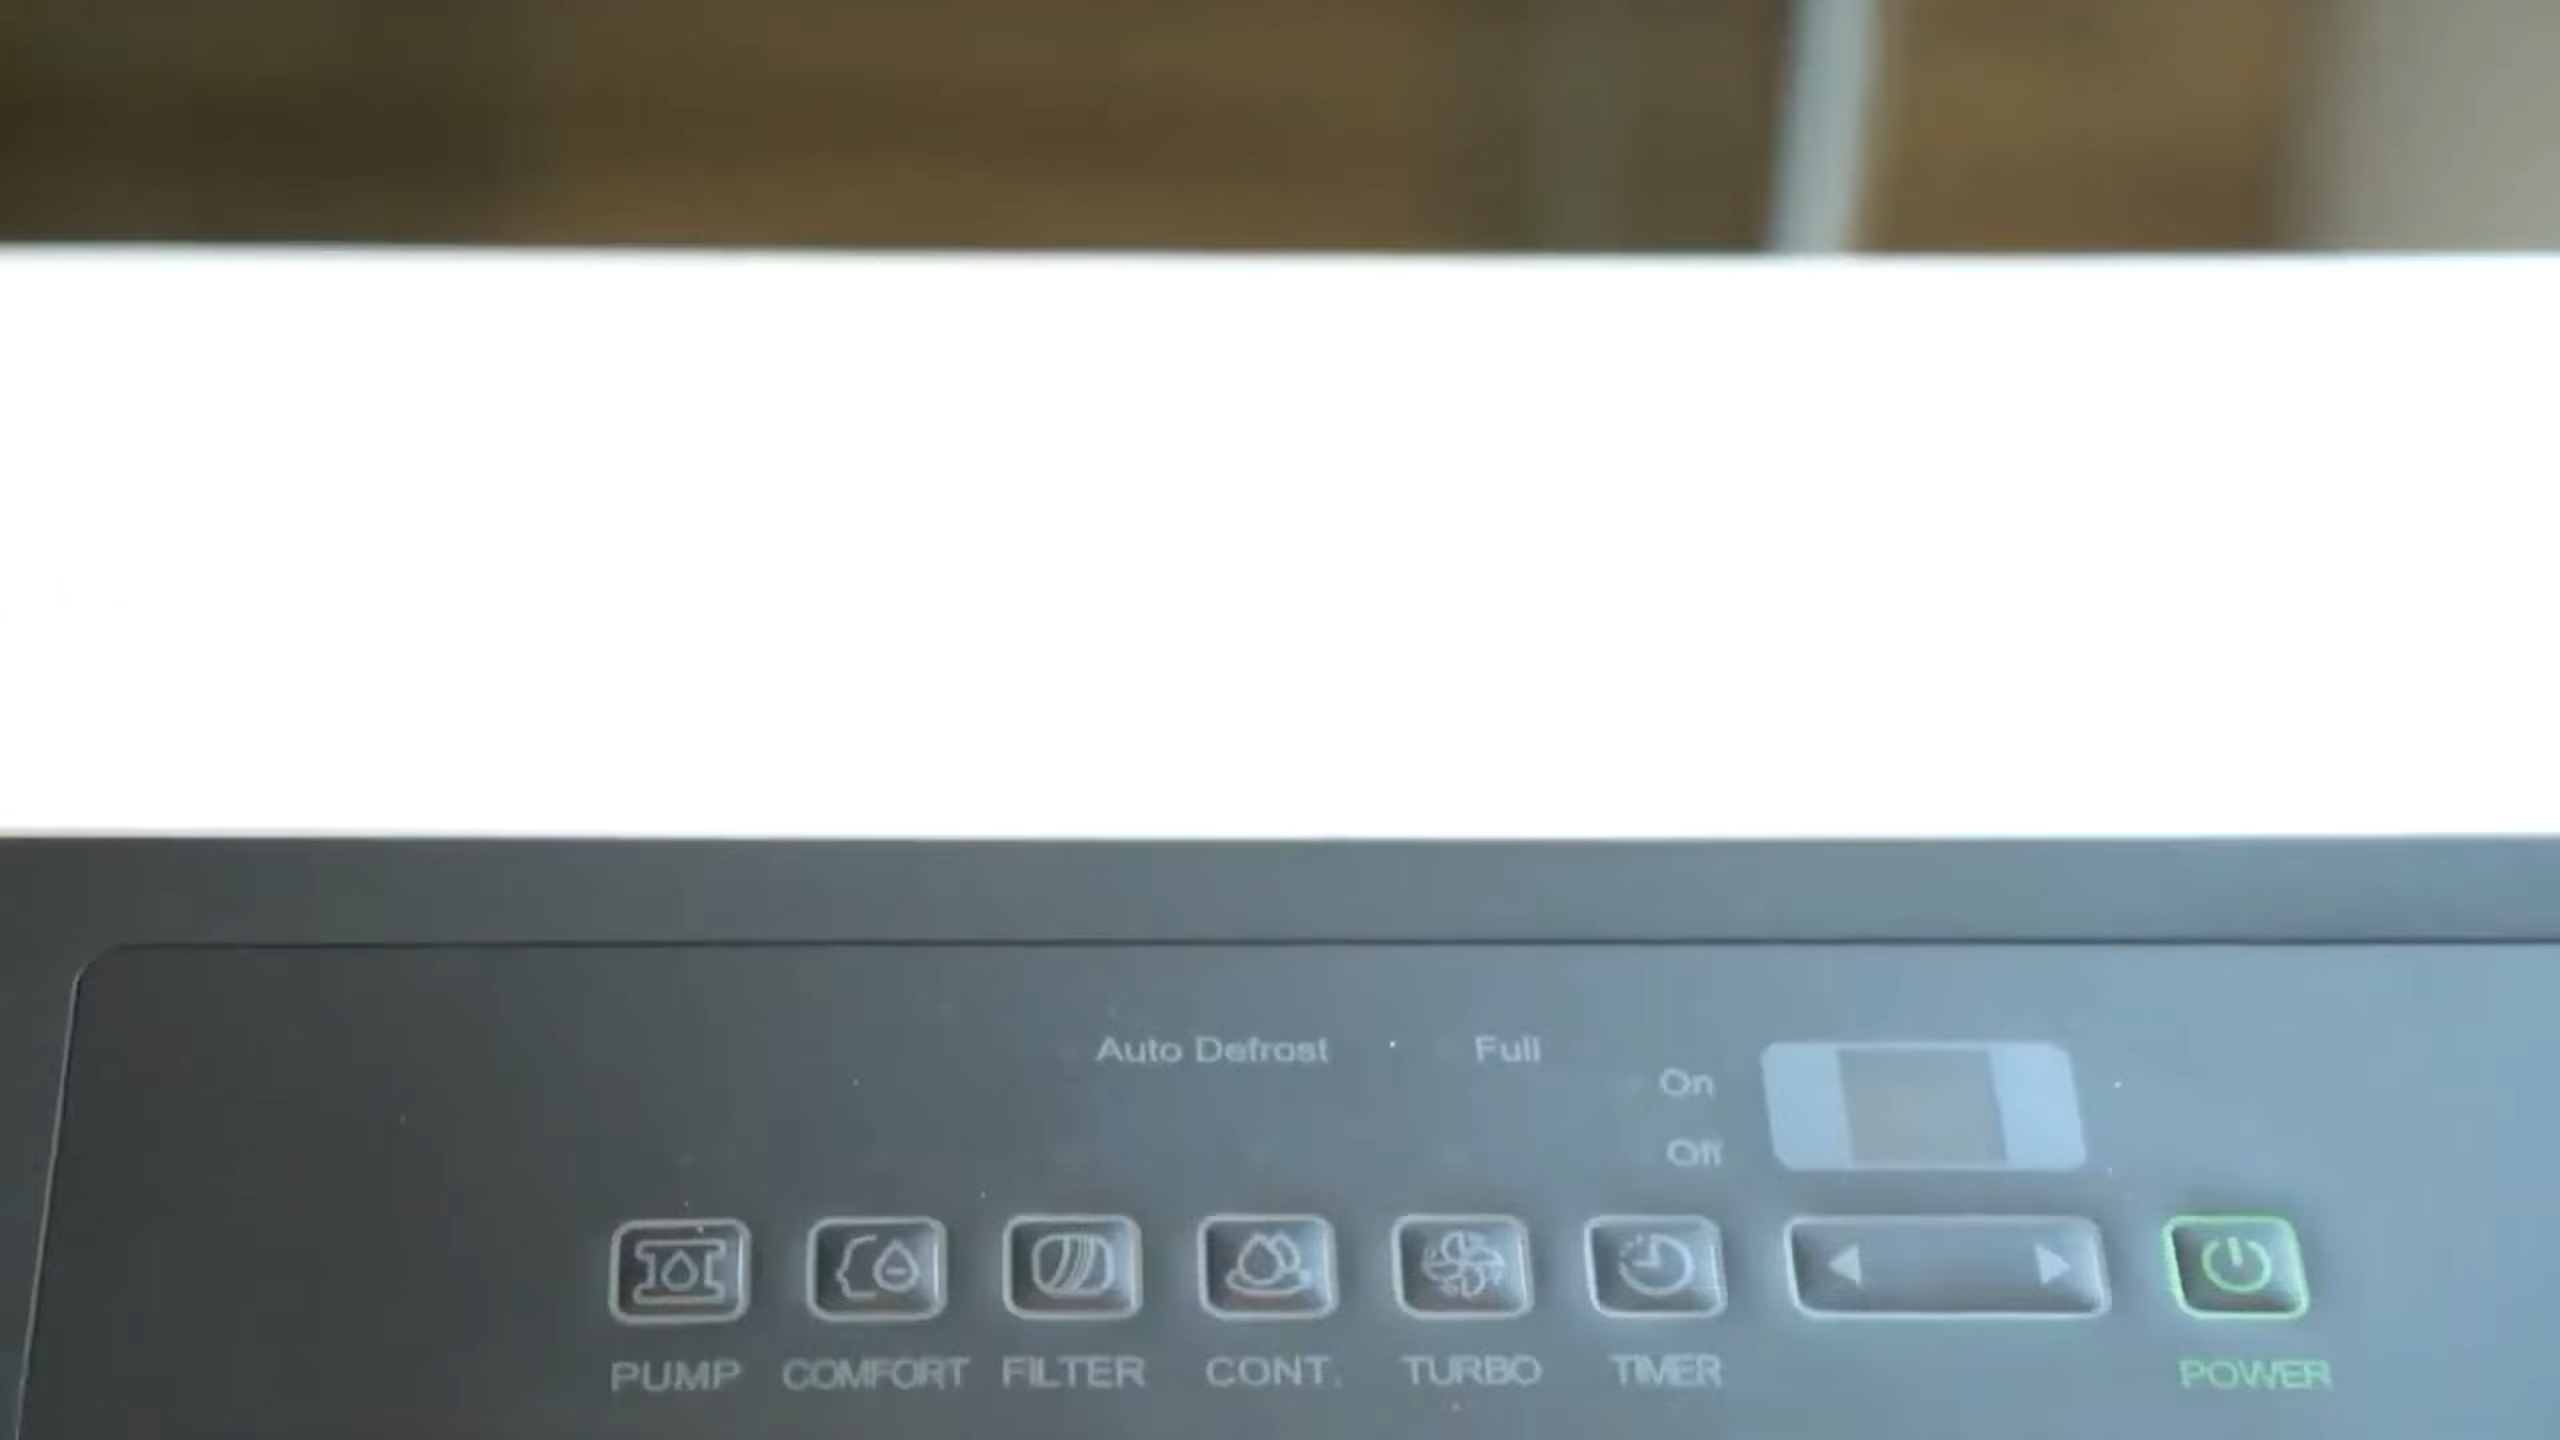 Auto Defrost Full
On
Off
PUMP COMFORT FILTER CONT. TURBO TIMER POWER